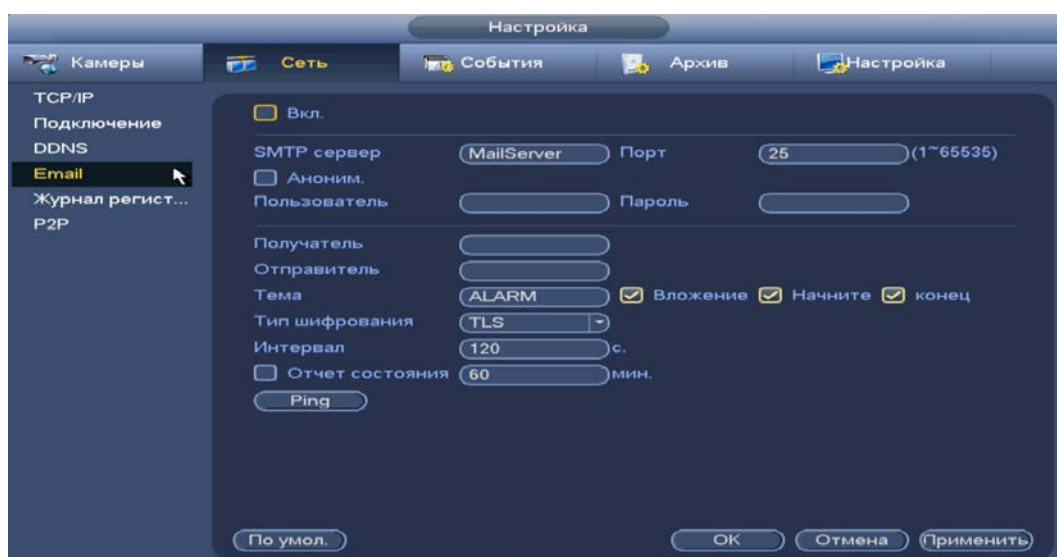 Настройка
Камеры Сеть События Архив Настройка
TCP/IP
Подключение
DDNS
Email
Журнал регист...
P2P
Вкл.
SMTP сервер MailServer Порт 25 (1~65535)
Аноним.
Пользователь Пароль
Получатель
Отправитель
Тема ALARM Вложение Начните конец
Тип шифрования TLS
Интервал 120 с.
Отчет состояния 60 мин.
Ping
По умол. OK Отмена Применить